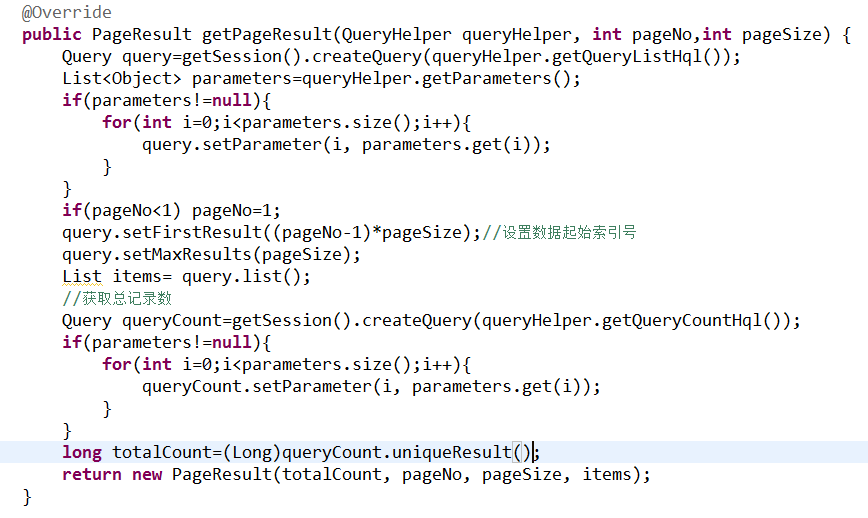 @Override
public PageResult getPageResult(QueryHelper queryHelper, int pageNo,int pageSize) {
    Query query=getSession().createQuery(queryHelper.getQueryListHql());
    List<Object> parameters=queryHelper.getParameters();
    if(parameters!=null){
        for(int i=0;i<parameters.size();i++){
            query.setParameter(i, parameters.get(i));
        }
    }
    if(pageNo<1) pageNo=1;
    query.setFirstResult((pageNo-1)*pageSize);//设置数据起始索引号
    query.setMaxResults(pageSize);
    List items= query.list();
    //获取总记录数
    Query queryCount=getSession().createQuery(queryHelper.getQueryCountHql());
    if(parameters!=null){
        for(int i=0;i<parameters.size();i++){
            queryCount.setParameter(i, parameters.get(i));
        }
    }
    long totalCount=(Long)queryCount.uniqueResult();
    return new PageResult(totalCount, pageNo, pageSize, items);
}